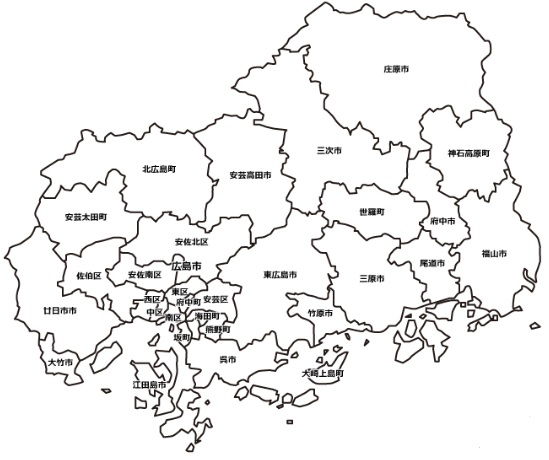 庄原市
三次市
神石高原町
北広島町
安芸高田市
安芸太田町
世羅町
府中市
安佐北区
福山市
広島市
尾道市
佐伯区
安佐南区
東広島市
三原市
東区
西区
府中町
安芸区
廿日市市
中区
海田町
竹原市
南区
熊野町
坂町
呉市
大竹市
大崎上島町
江田島市